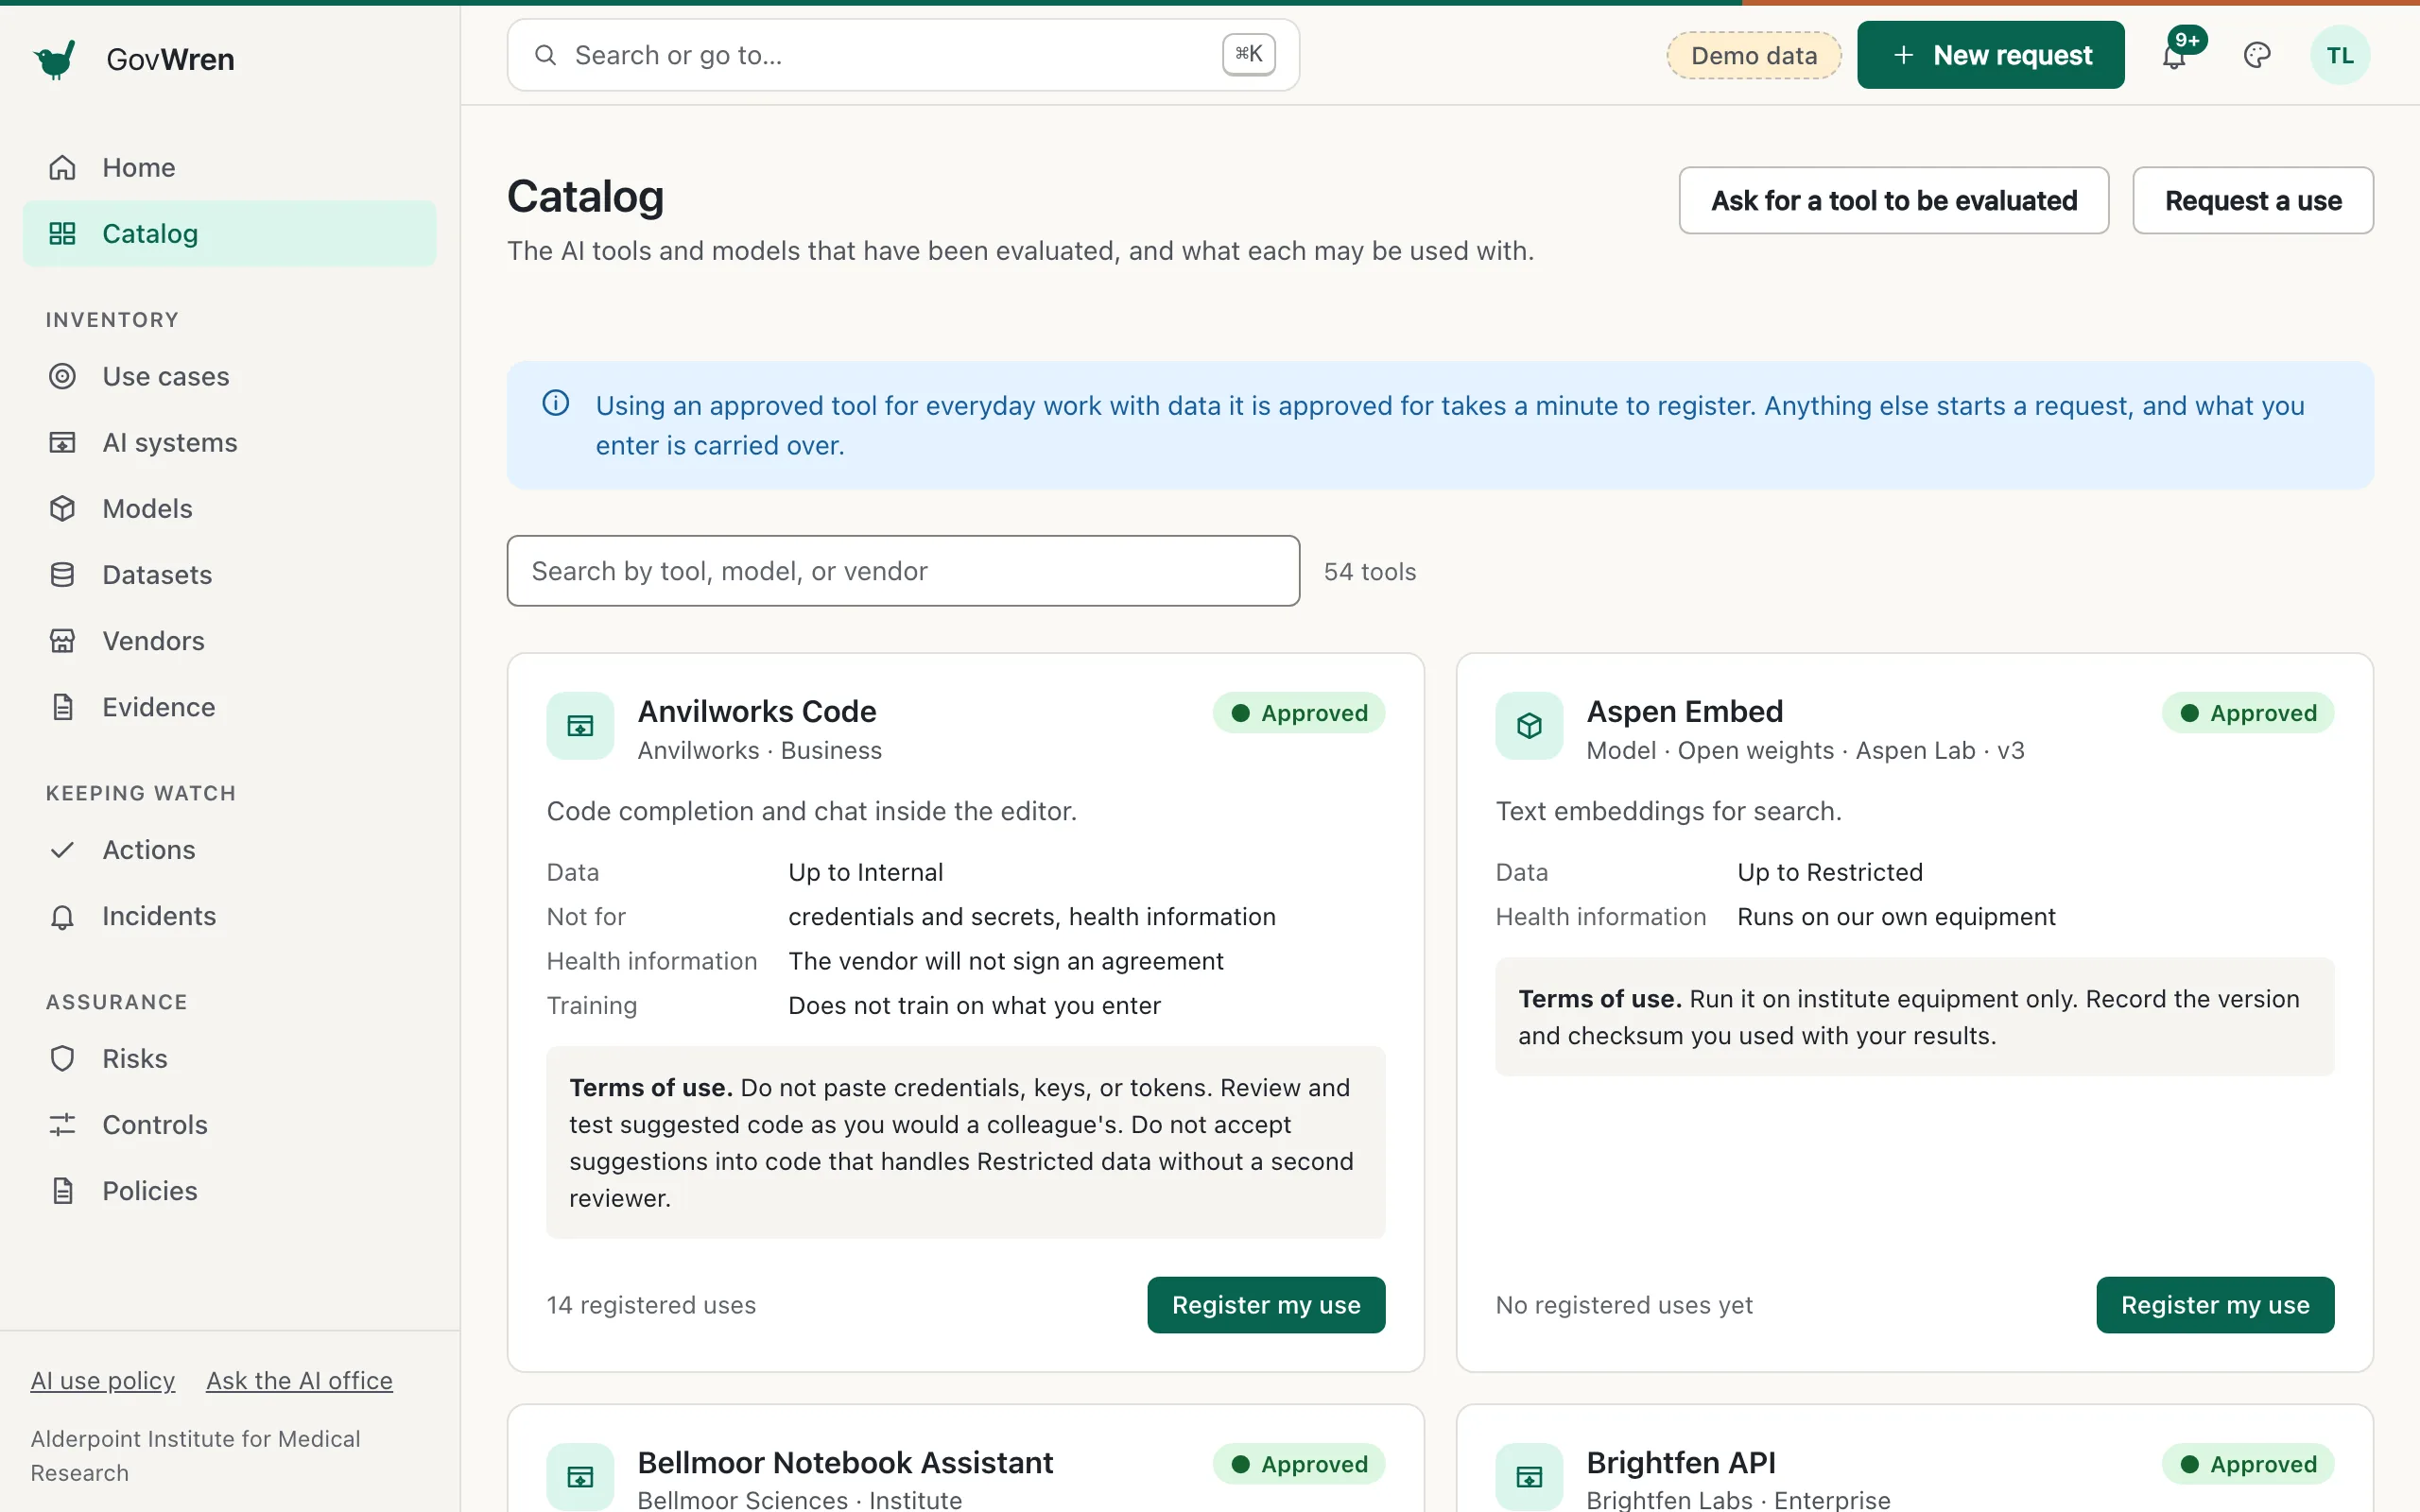 GovWren
Search or go to...
⌘K
Demo data
New request
9+
TL
Home
Catalog
INVENTORY
Use cases
AI systems
Models
Datasets
Vendors
Evidence
KEEPING WATCH
Actions
Incidents
ASSURANCE
Risks
Controls
Policies
AI use policy
Ask the AI office
Alderpoint Institute for Medical
Research
Catalog
The AI tools and models that have been evaluated, and what each may be used with.
Ask for a tool to be evaluated
Request a use
Using an approved tool for everyday work with data it is approved for takes a minute to register. Anything else starts a request, and what you
enter is carried over.
Search by tool, model, or vendor
54 tools
Anvilworks Code
Approved
Anvilworks · Business
Code completion and chat inside the editor.
Data Up to Internal
Not for credentials and secrets, health information
Health information The vendor will not sign an agreement
Training Does not train on what you enter
Terms of use. Do not paste credentials, keys, or tokens. Review and
test suggested code as you would a colleague's. Do not accept
suggestions into code that handles Restricted data without a second
reviewer.
14 registered uses
Register my use
Aspen Embed
Approved
Model · Open weights · Aspen Lab · v3
Text embeddings for search.
Data Up to Restricted
Health information Runs on our own equipment
Terms of use. Run it on institute equipment only. Record the version
and checksum you used with your results.
No registered uses yet
Register my use
Bellmoor Notebook Assistant
Approved
Bellmoor Sciences · Institute
Brightfen API
Approved
Brightfen Labs · Enterprise